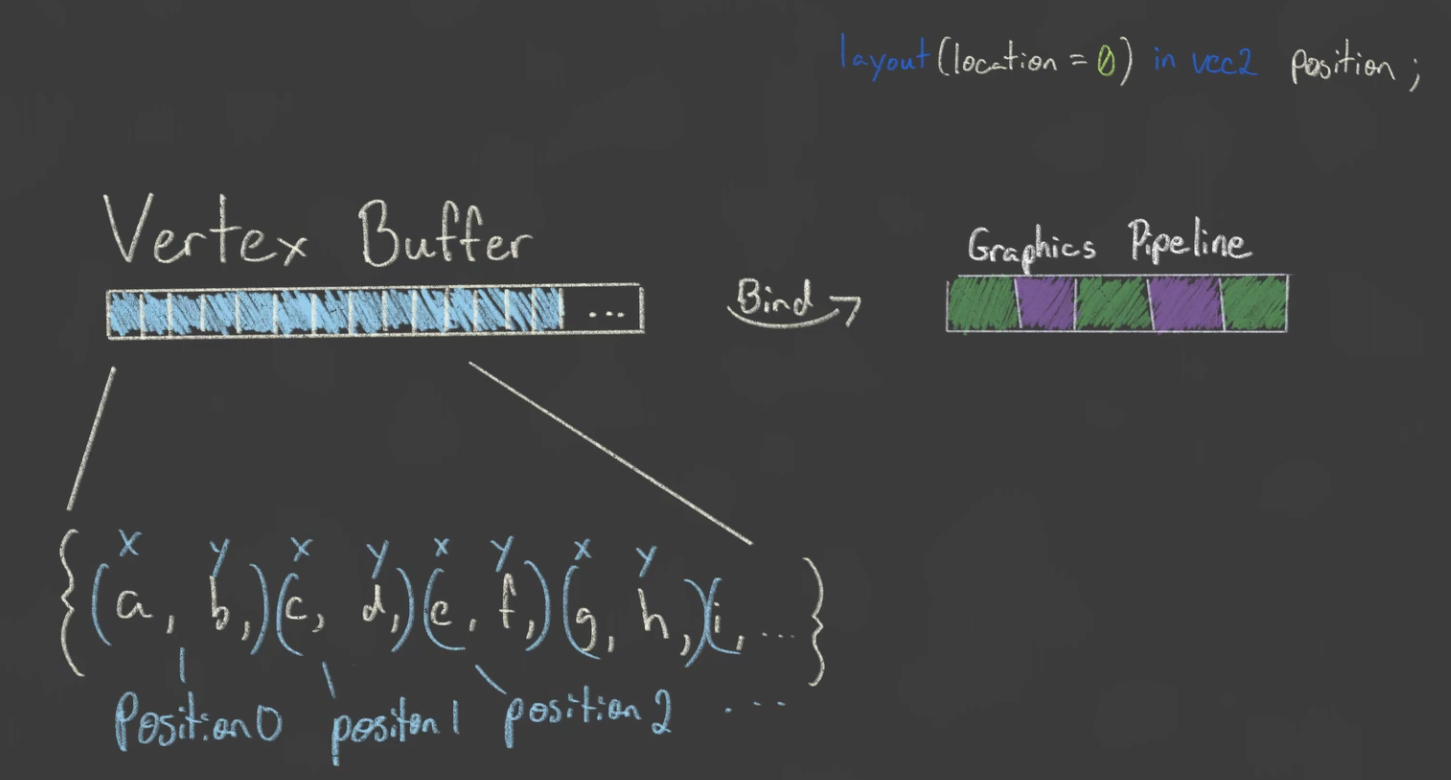 layout(location = 0) in vec2 position;
Vertex Buffer
...
Bind
Graphics Pipeline
x y x y x y x y
{(a, b,)(c, d,)(e, f,)(g, h,)(i, ...}
Position0 positon1 position2 ...